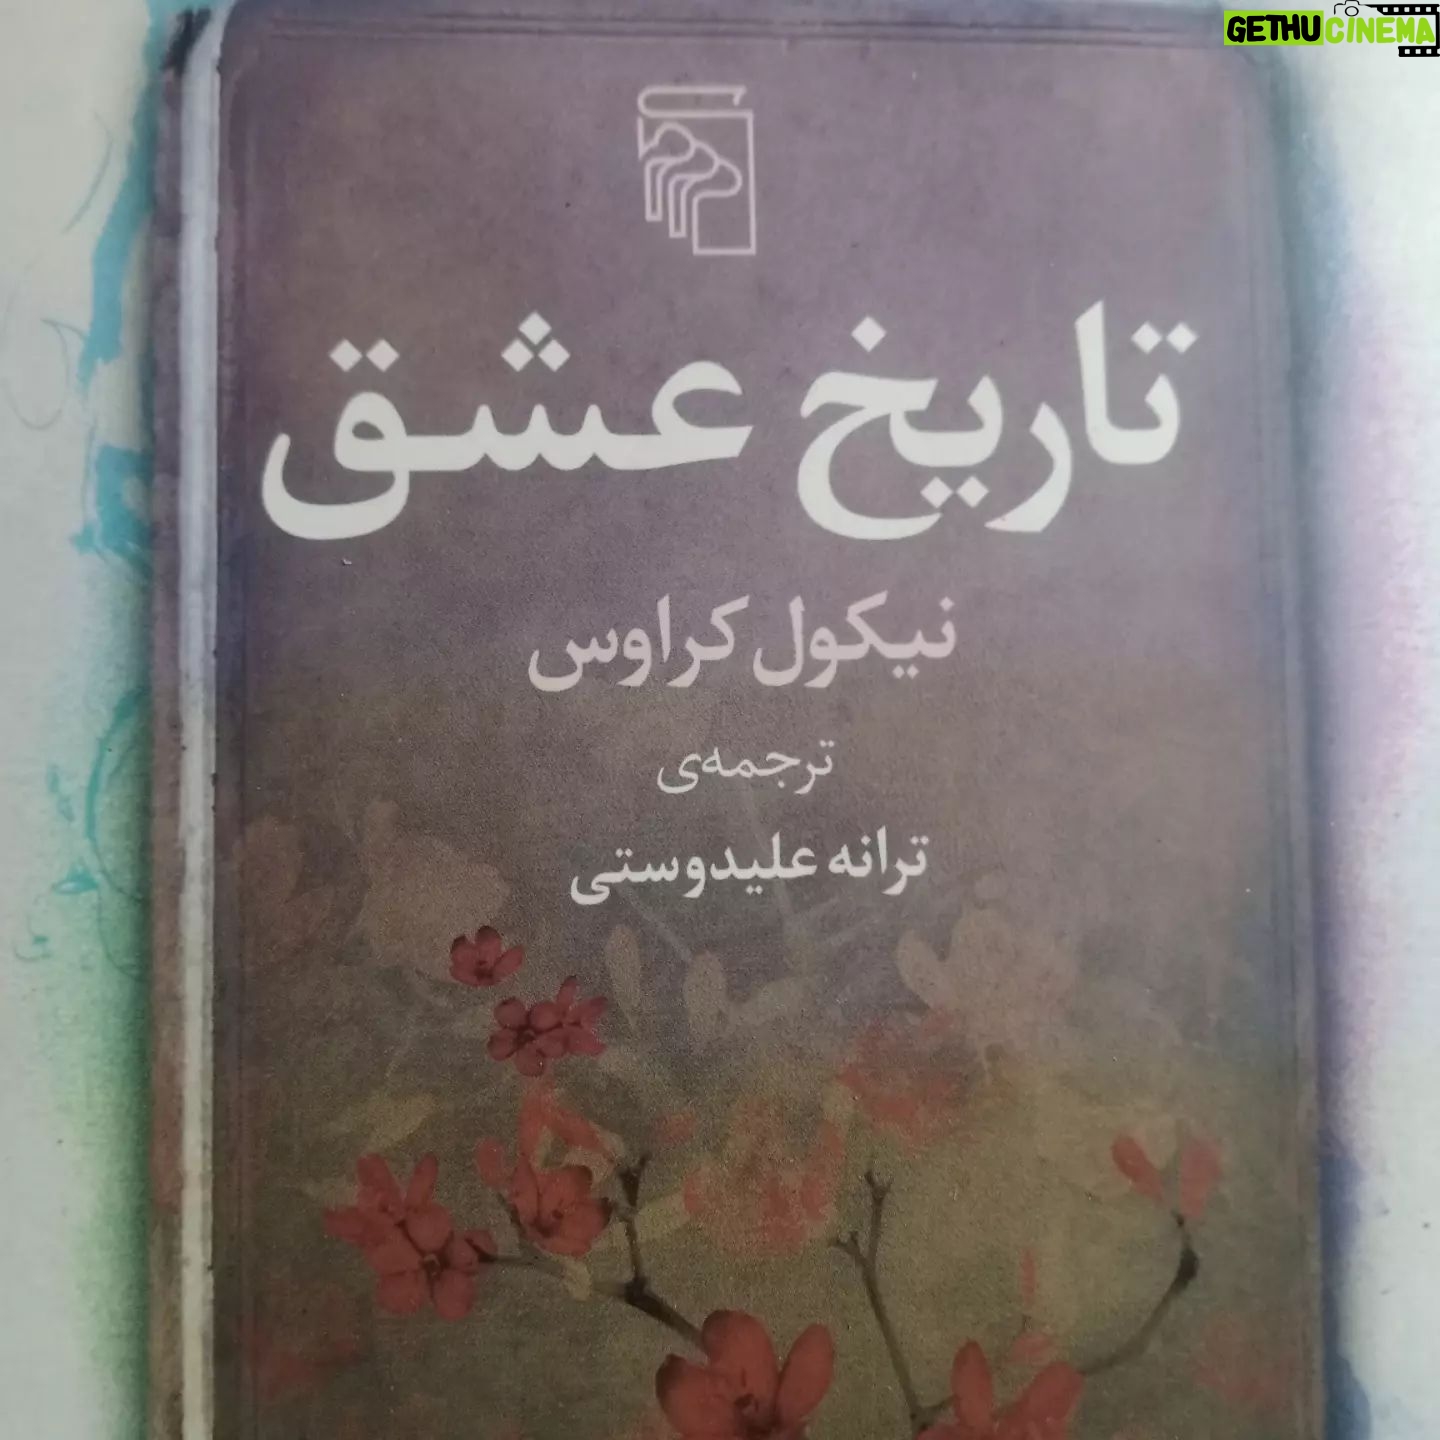 GETHUCINEMA
تاریخ عشق
نیکول کراوس
ترجمه‌ی
ترانه علیدوستی